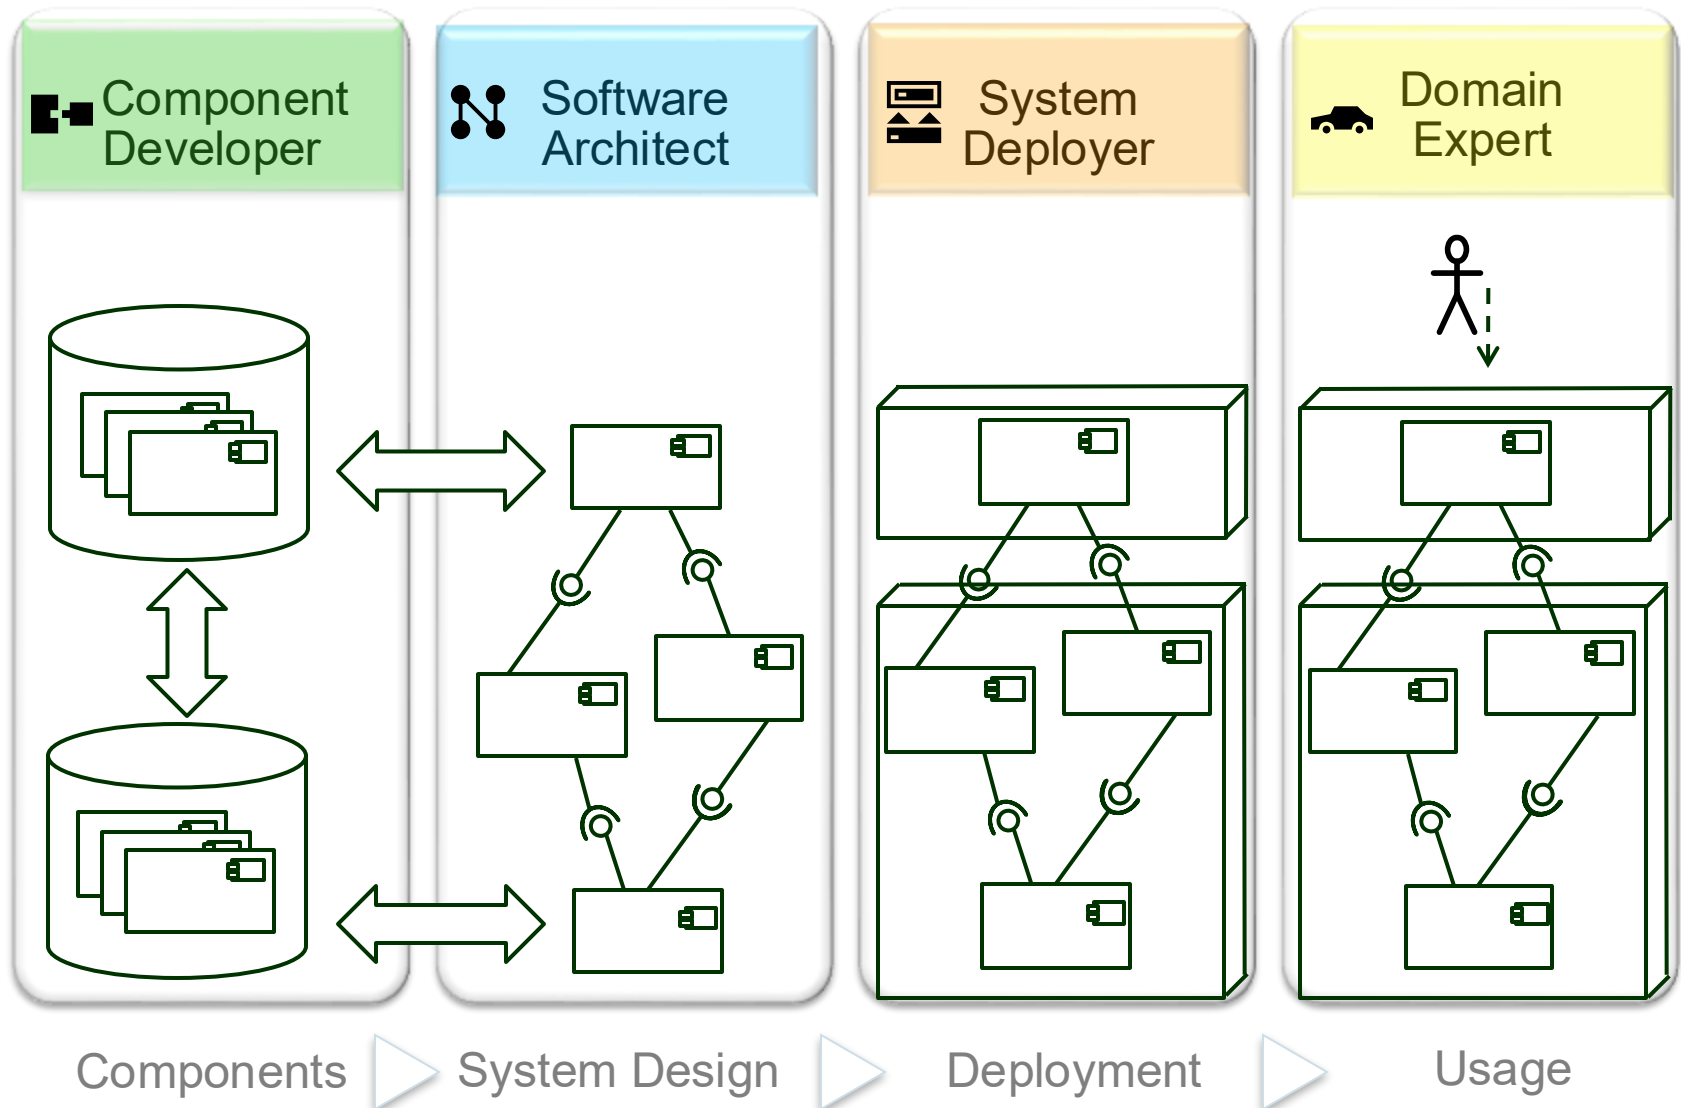 Component
Developer
Software
Architect
System
Deployer
Domain
Expert
Components
System Design
Deployment
Usage